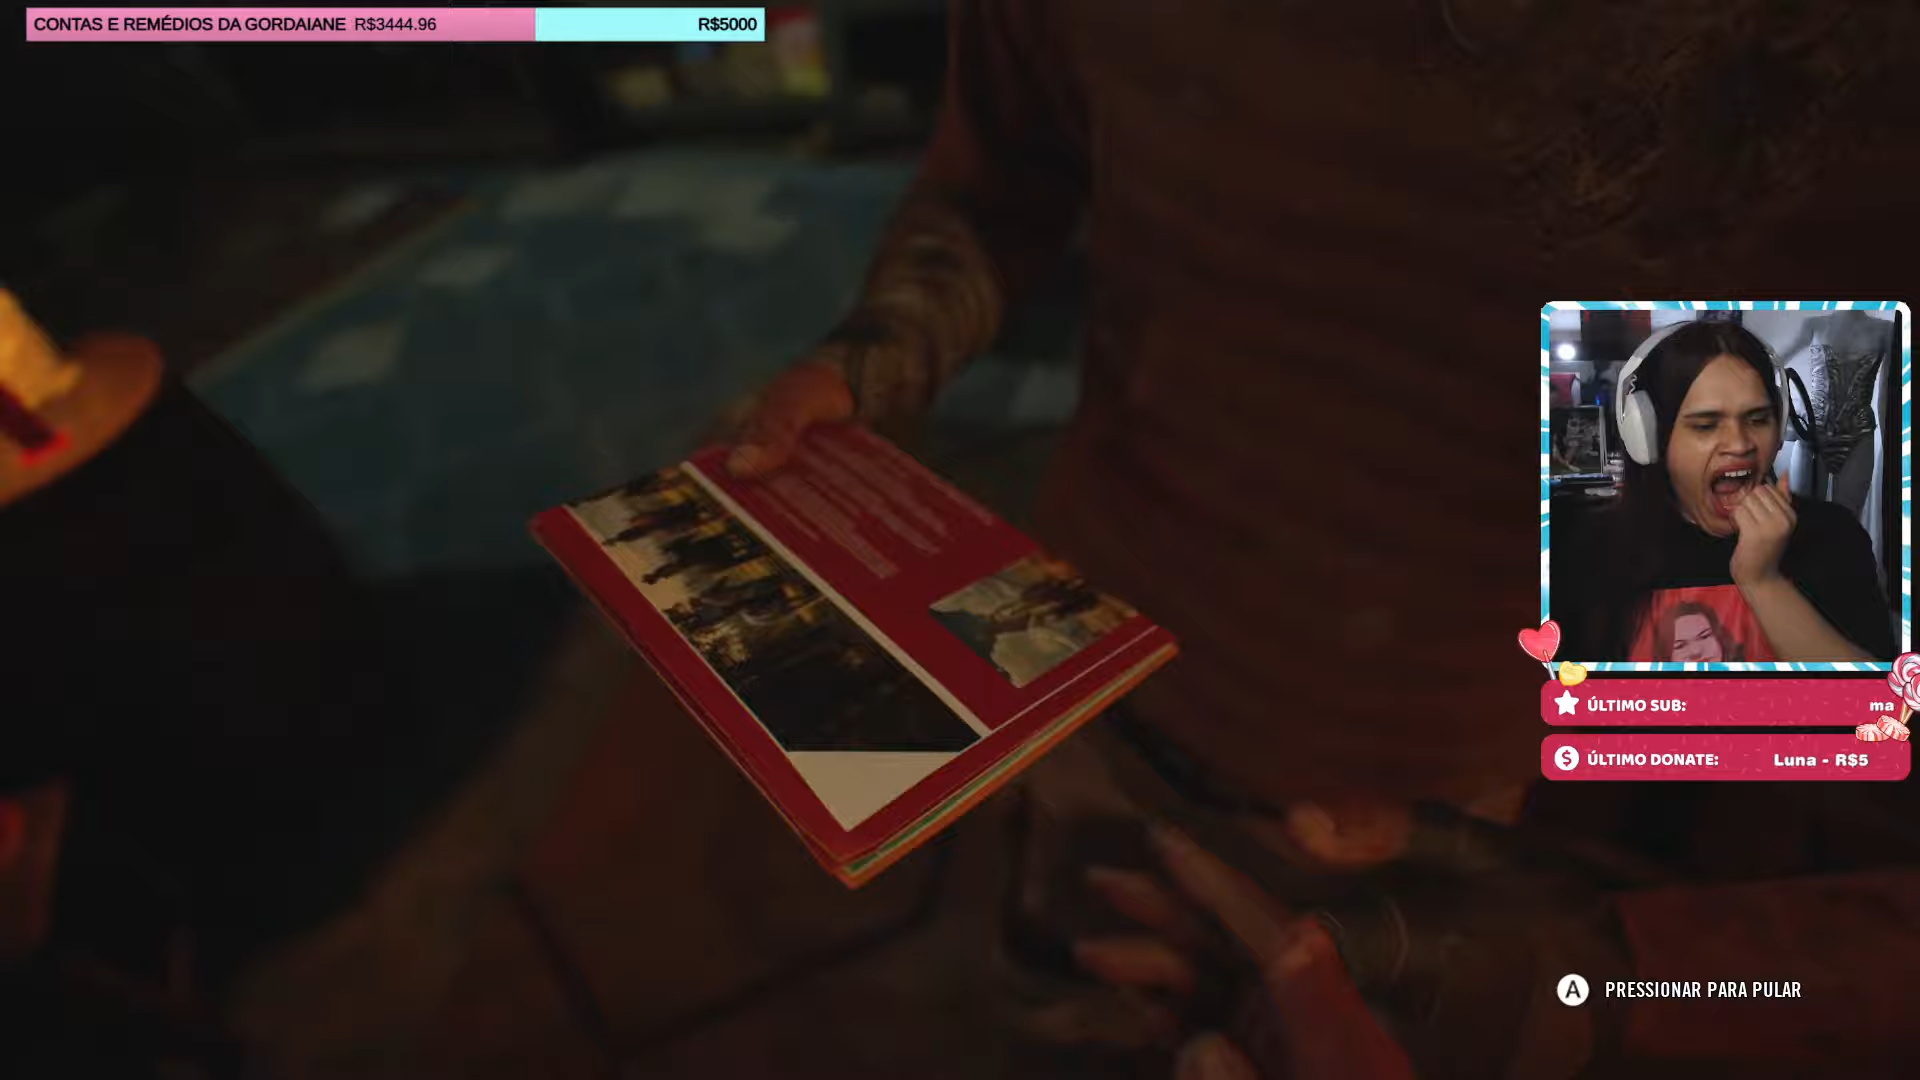 CONTAS E REMÉDIOS DA GORDAIANE R$3444.96 R$5000
ÚLTIMO SUB: ma
ÚLTIMO DONATE: Luna - R$5
A PRESSIONAR PARA PULAR